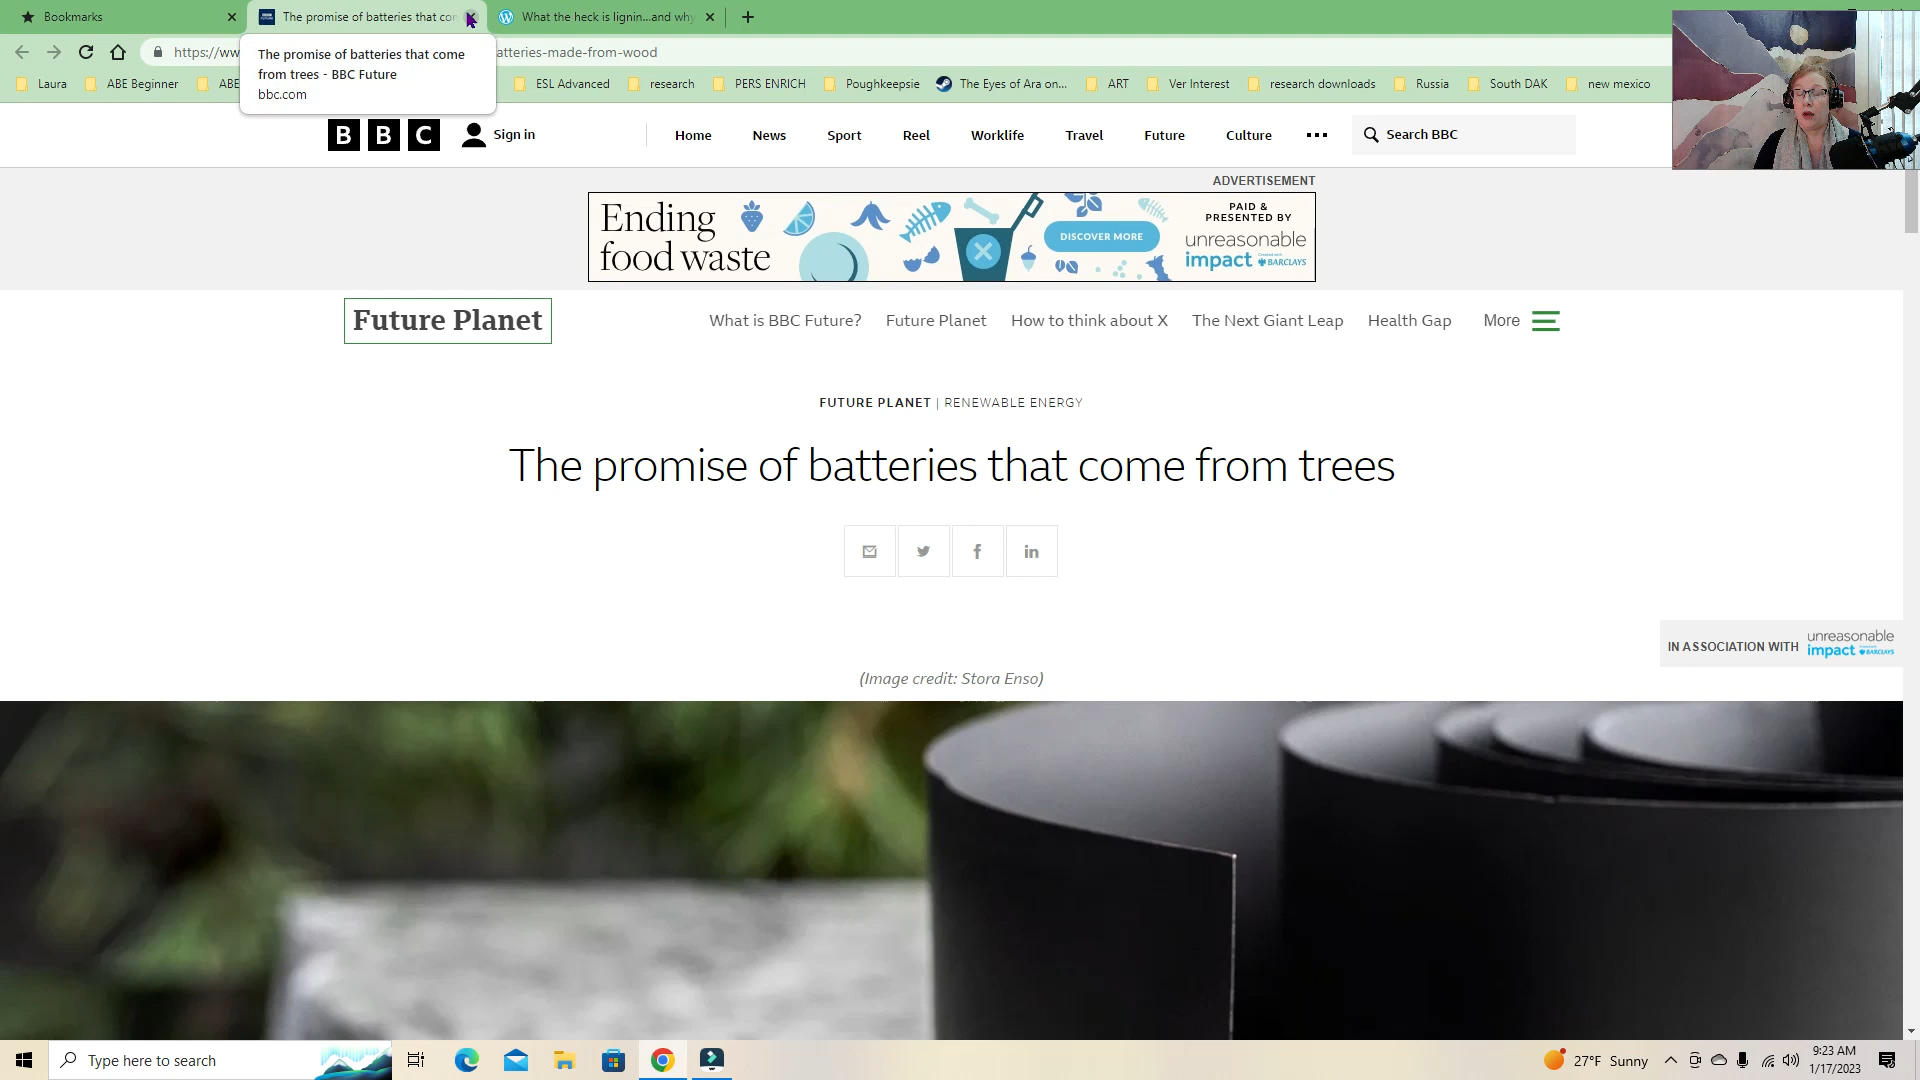 Bookmarks
The promise of batteries that con
What the heck is lignin...and why
https://ww
atteries-made-from-wood
The promise of batteries that come
from trees - BBC Future
bbc.com
Laura
ABE Beginner
ABE
ESL Advanced
research
PERS ENRICH
Poughkeepsie
The Eyes of Ara on...
ART
Ver Interest
research downloads
Russia
South DAK
new mexico
BBC
Sign in
Home
News
Sport
Reel
Worklife
Travel
Future
Culture
Search BBC
ADVERTISEMENT
Ending
food waste
DISCOVER MORE
PAID &
PRESENTED BY
unreasonable
impact
Created with
BARCLAYS
Future Planet
What is BBC Future?
Future Planet
How to think about X
The Next Giant Leap
Health Gap
More
FUTURE PLANET | RENEWABLE ENERGY
The promise of batteries that come from trees
IN ASSOCIATION WITH
unreasonable
impact
BARCLAYS
(Image credit: Stora Enso)
Type here to search
27°F Sunny
9:23 AM
1/17/2023